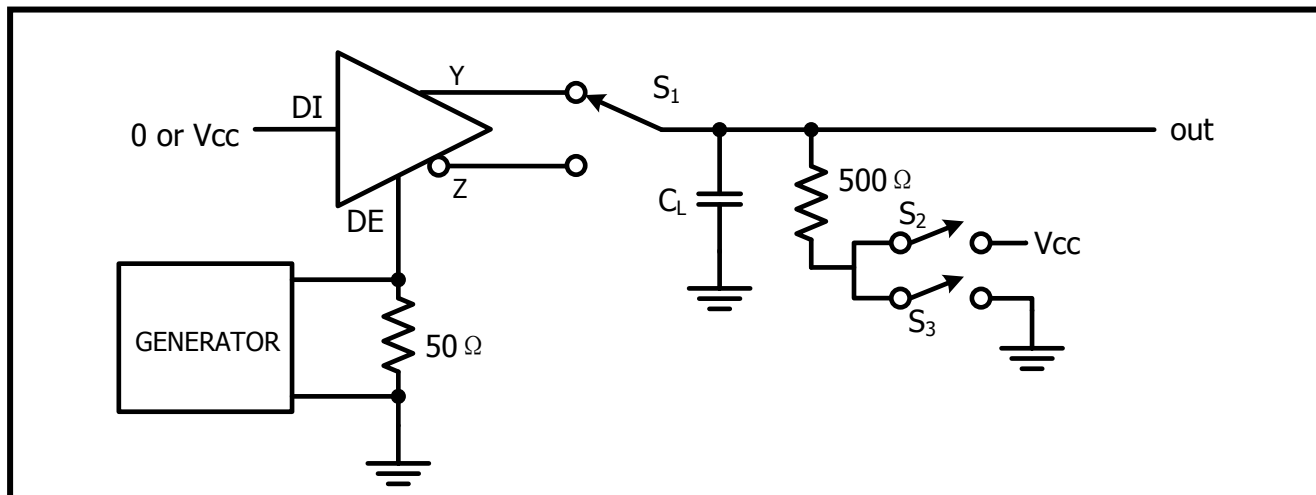 Y
S1
DI
0 or Vcc
out
Z
500 Ω
CL
DE
S2
Vcc
GENERATOR
50 Ω
S3